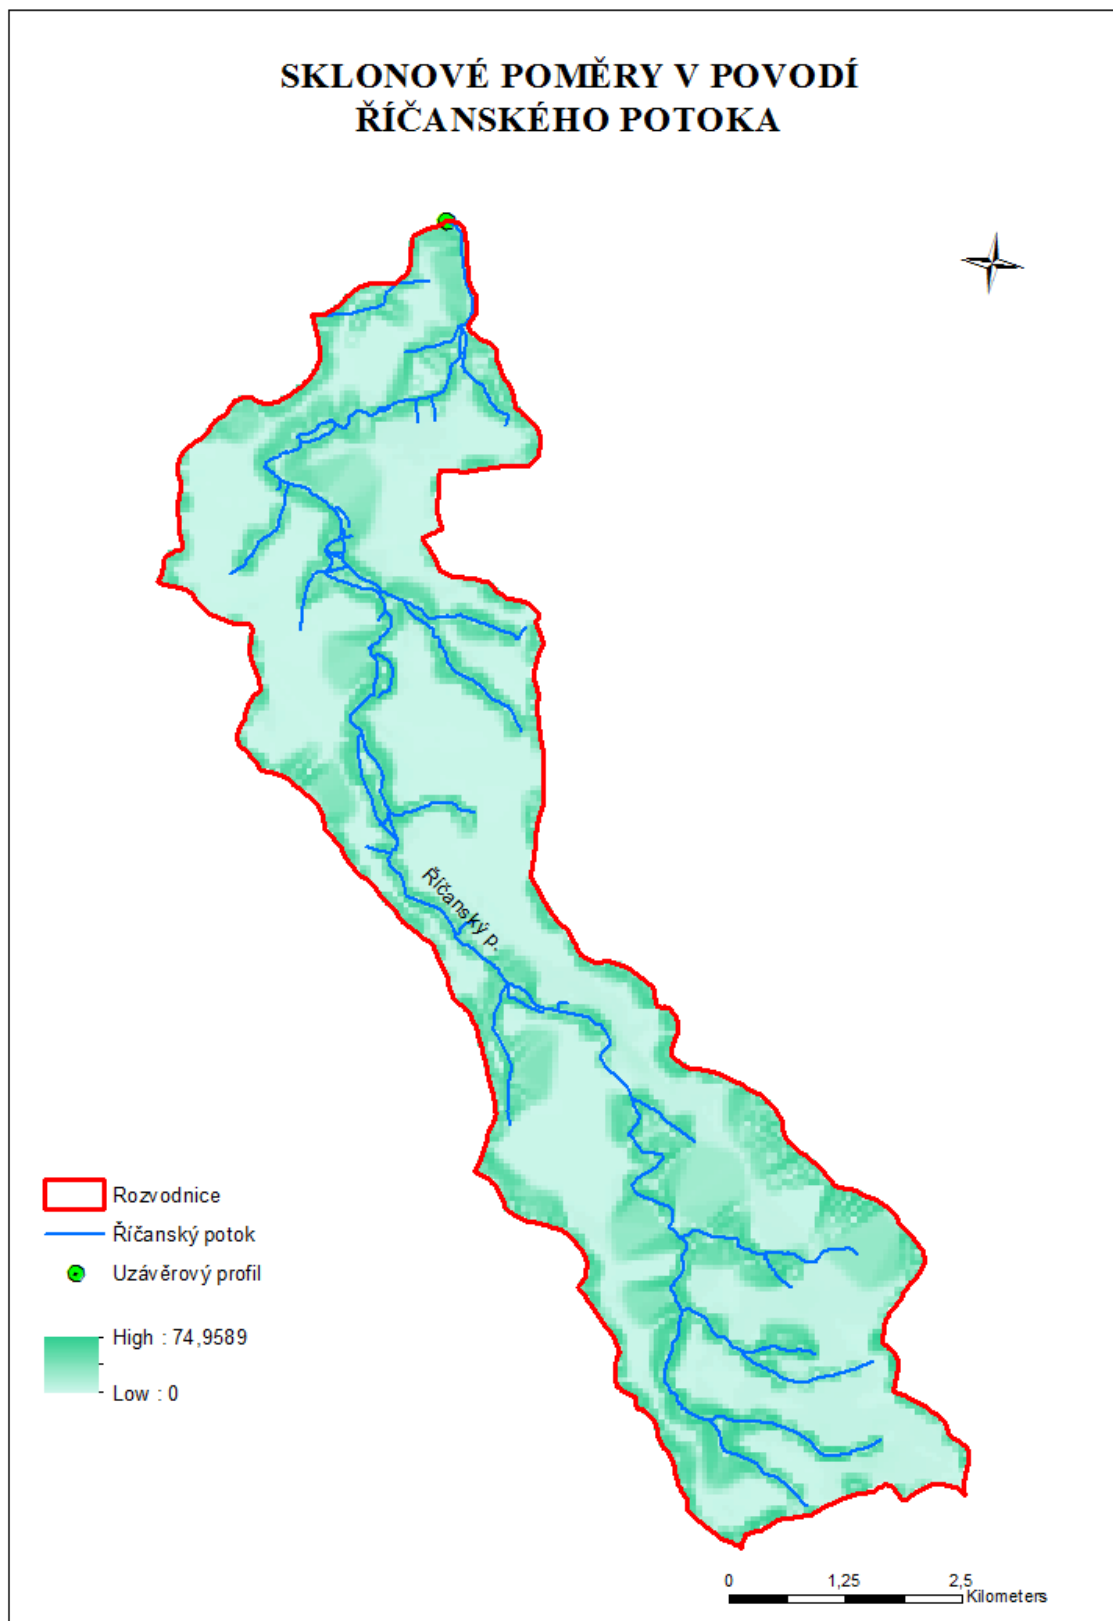 SKLONOVÉ POMĚRY V POVODÍ
ŘÍČANSKÉHO POTOKA
Říčanský p.
Rozvodnice
Říčanský potok
Uzávěrový profil
High : 74,9589
Low : 0
0 1,25 2,5
Kilometers